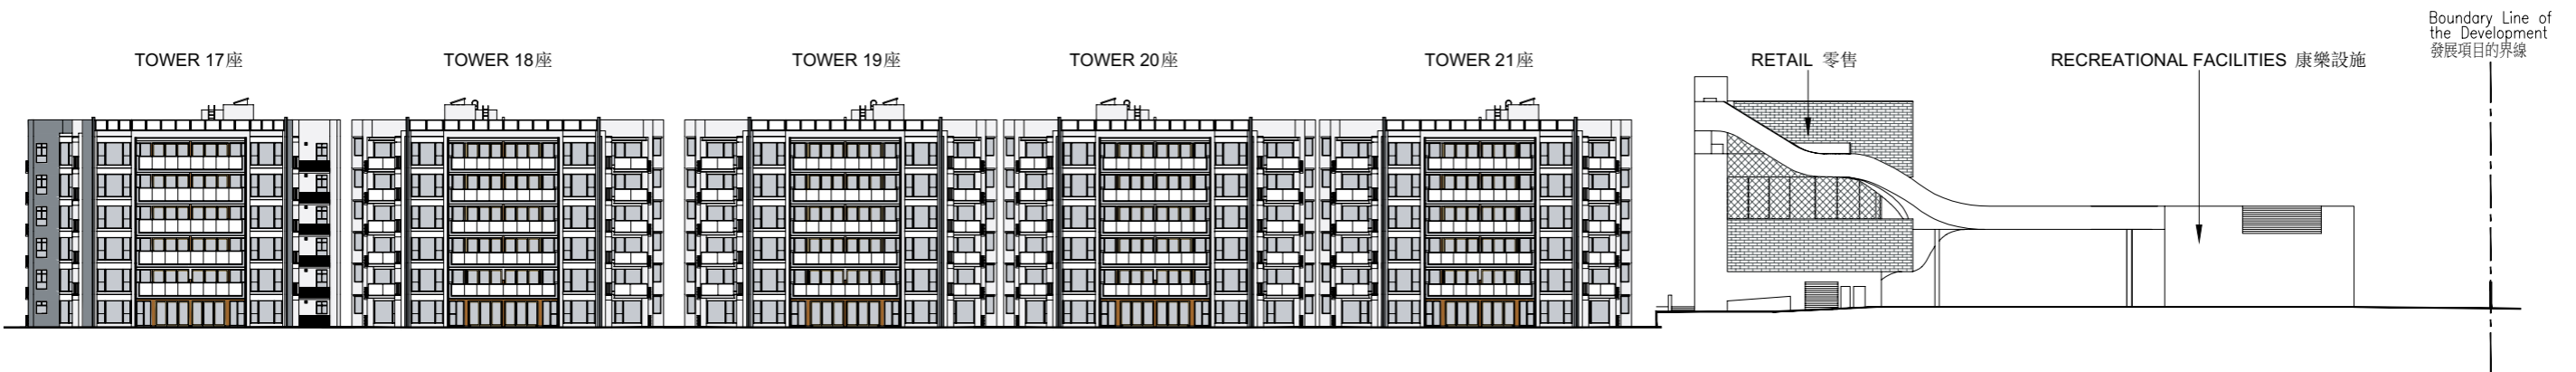 Boundary Line of
the Development
發展項目的界線
TOWER 17座
TOWER 18座
TOWER 19座
TOWER 20座
TOWER 21座
RETAIL 零售
RECREATIONAL FACILITIES 康樂設施